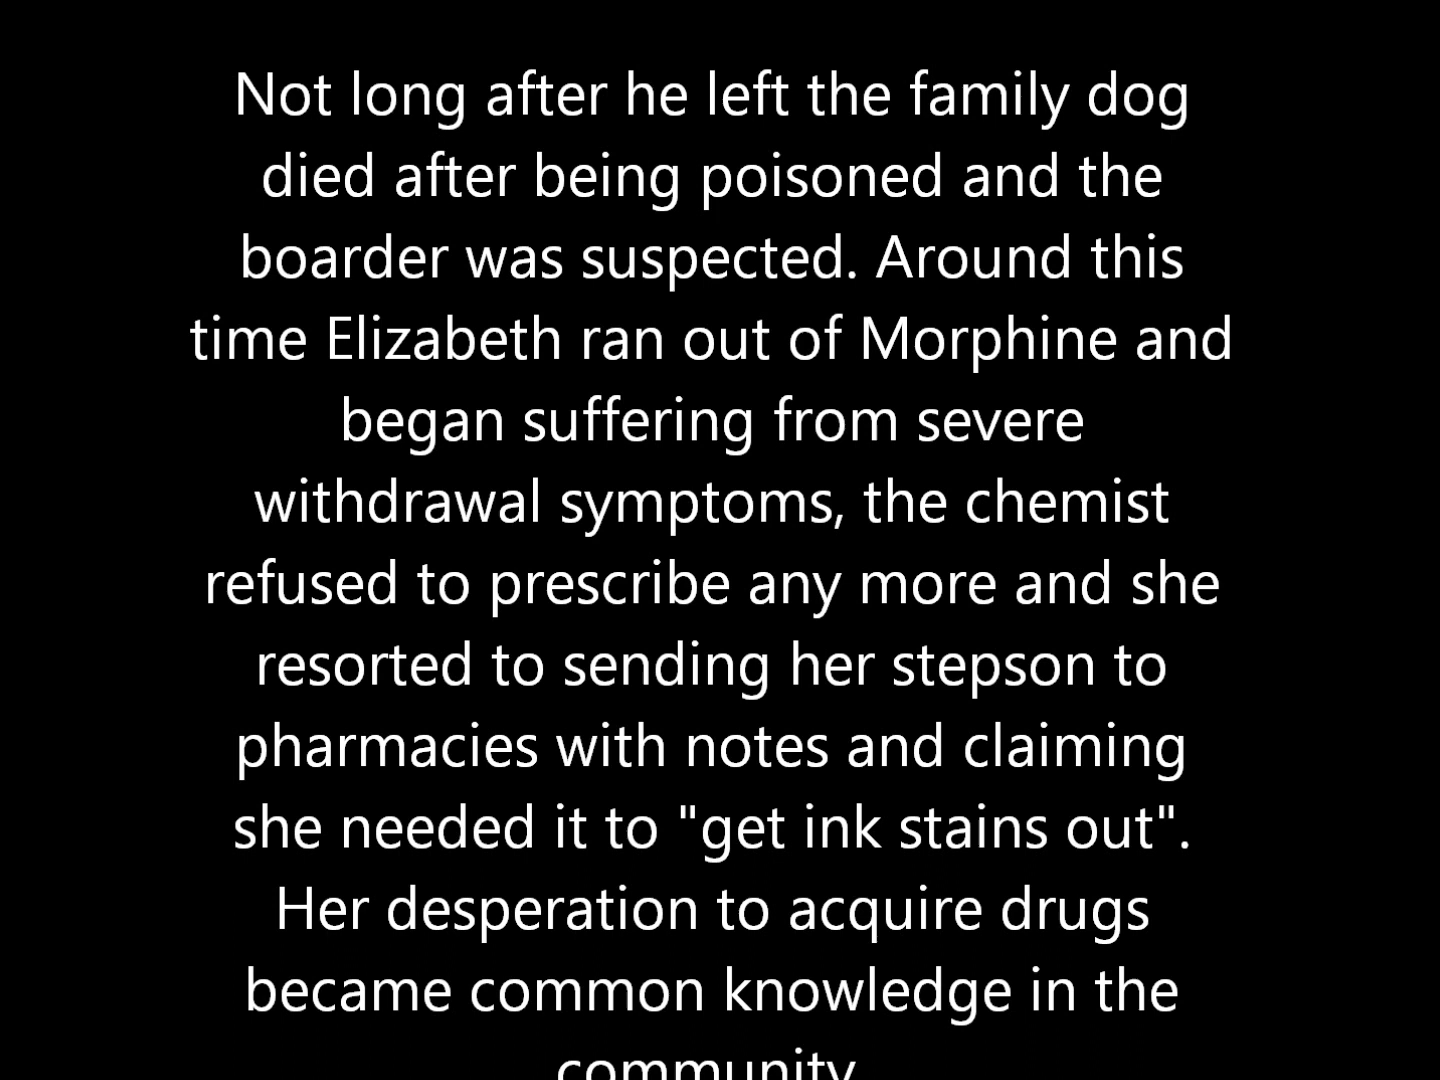 Not long after he left the family dog
died after being poisoned and the
boarder was suspected. Around this
time Elizabeth ran out of Morphine and
began suffering from severe
withdrawal symptoms, the chemist
refused to prescribe any more and she
resorted to sending her stepson to
pharmacies with notes and claiming
she needed it to "get ink stains out".
Her desperation to acquire drugs
became common knowledge in the
community